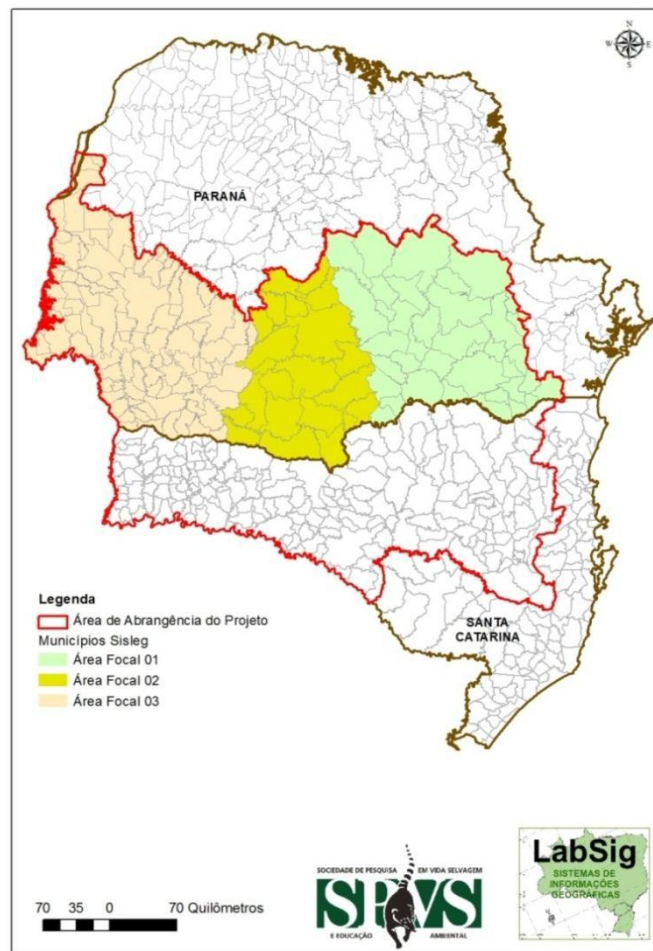 N
W E
S
PARANÁ
SANTA
CATARINA
Legenda
Área de Abrangência do Projeto
Municípios Sisleg
Área Focal 01
Área Focal 02
Área Focal 03
70 35 0 70 Quilômetros
SOCIEDADE DE PESQUISA EM VIDA SELVAGEM
SPVS
E EDUCAÇÃO AMBIENTAL
LabSig
SISTEMAS DE
INFORMAÇÕES
GEOGRÁFICAS